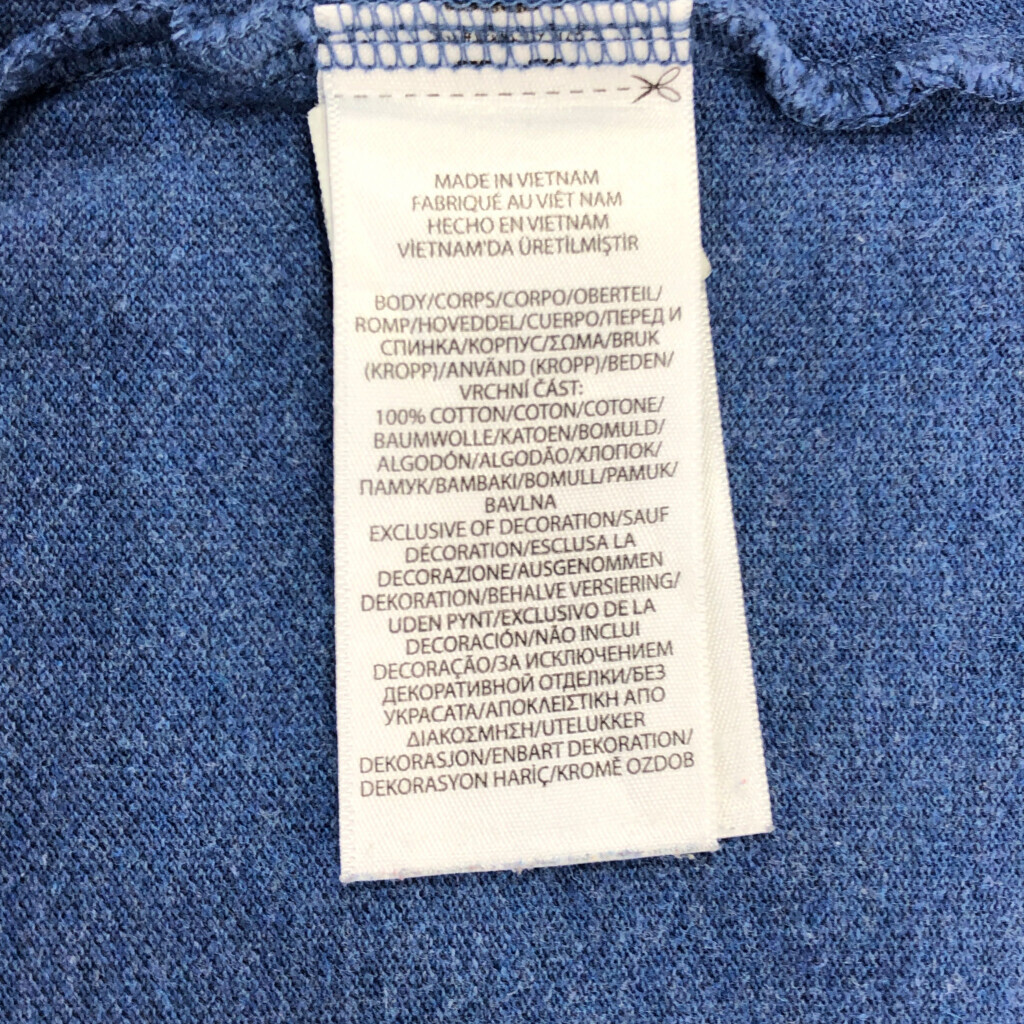 MADE IN VIETNAM
FABRIQUÉ AU VIÊT NAM
HECHO EN VIETNAM
VİETNAM'DA ÜRETİLMİŞTİR
BODY/CORPS/CORPO/OBERTEIL/
ROMP/HOVEDDEL/CUERPO/ПЕРЕД И
СПИНКА/КОРПУС/ΣΩΜΑ/BRUK
(KROPP)/ANVÄND (KROPP)/BEDEN/
VRCHNÍ ČÁST:
100% COTTON/COTON/COTONE/
BAUMWOLLE/KATOEN/BOMULD/
ALGODÓN/ALGODÃO/ХЛОПОК/
ПАМУК/ΒΑΜΒΑΚΙ/BOMULL/PAMUK/
BAVLNA
EXCLUSIVE OF DECORATION/SAUF
DÉCORATION/ESCLUSA LA
DECORAZIONE/AUSGENOMMEN
DEKORATION/BEHALVE VERSIERING/
UDEN PYNT/EXCLUSIVO DE LA
DECORACIÓN/NÃO INCLUI
DECORAÇÃO/ЗА ИСКЛЮЧЕНИЕМ
ДЕКОРАТИВНОЙ ОТДЕЛКИ/БЕЗ
УКРАСАТА/ΑΠΟΚΛΕΙΣΤΙΚΗ ΑΠΟ
ΔΙΑΚΟΣΜΗΣΗ/UTELUKKER
DEKORASJON/ENBART DEKORATION/
DEKORASYON HARİÇ/KROMĚ OZDOB